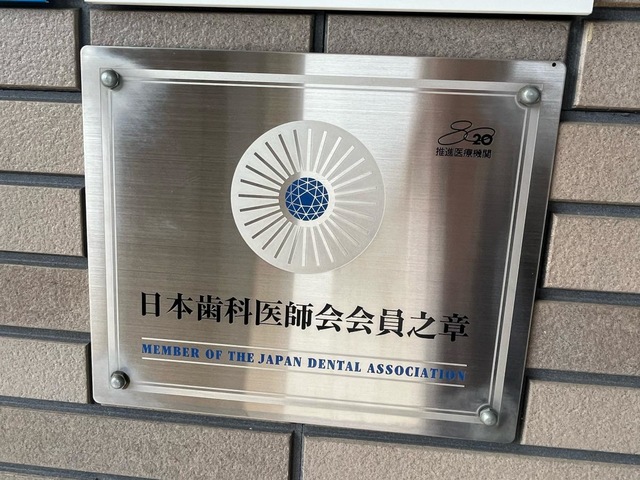 8020
推進医療機関
日本歯科医師会会員之章
MEMBER OF THE JAPAN DENTAL ASSOCIATION